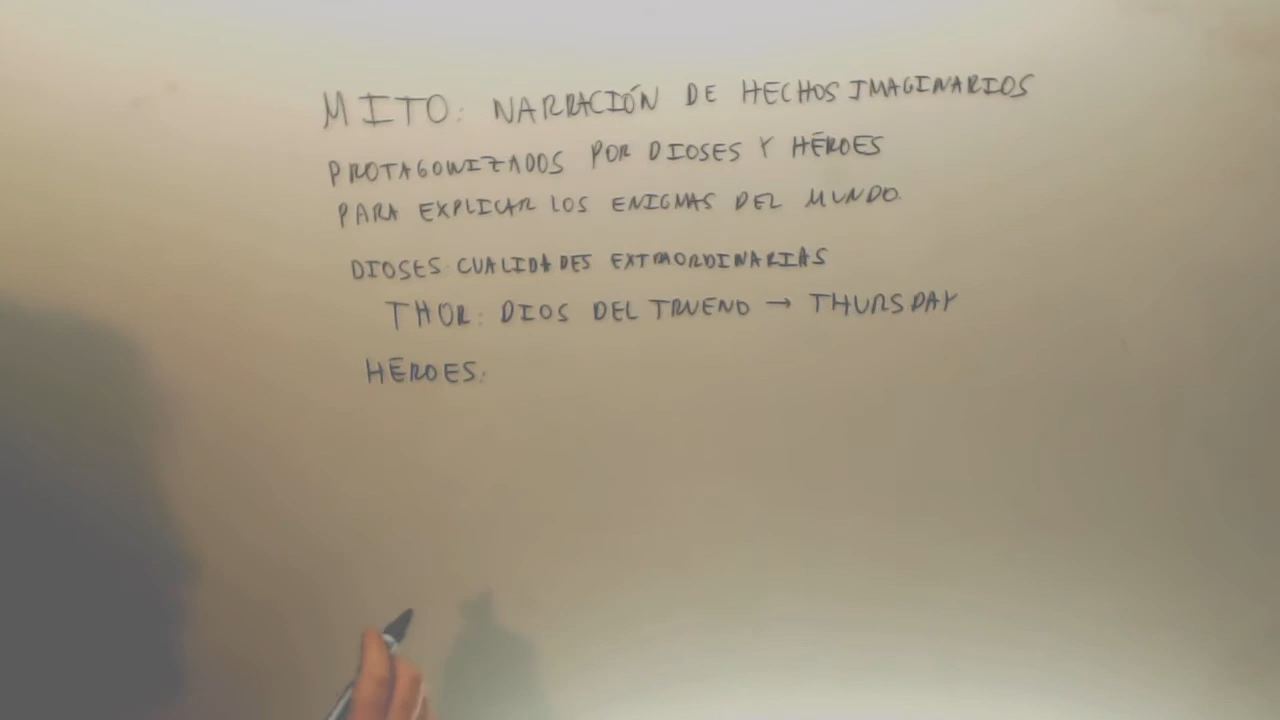 MITO: NARRACIÓN DE HECHOS IMAGINARIOS
PROTAGONIZADOS POR DIOSES Y HÉROES
PARA EXPLICAR LOS ENIGMAS DEL MUNDO.
DIOSES: CUALIDADES EXTRAORDINARIAS
THOR: DIOS DEL TRUENO → THURSDAY
HÉROES: